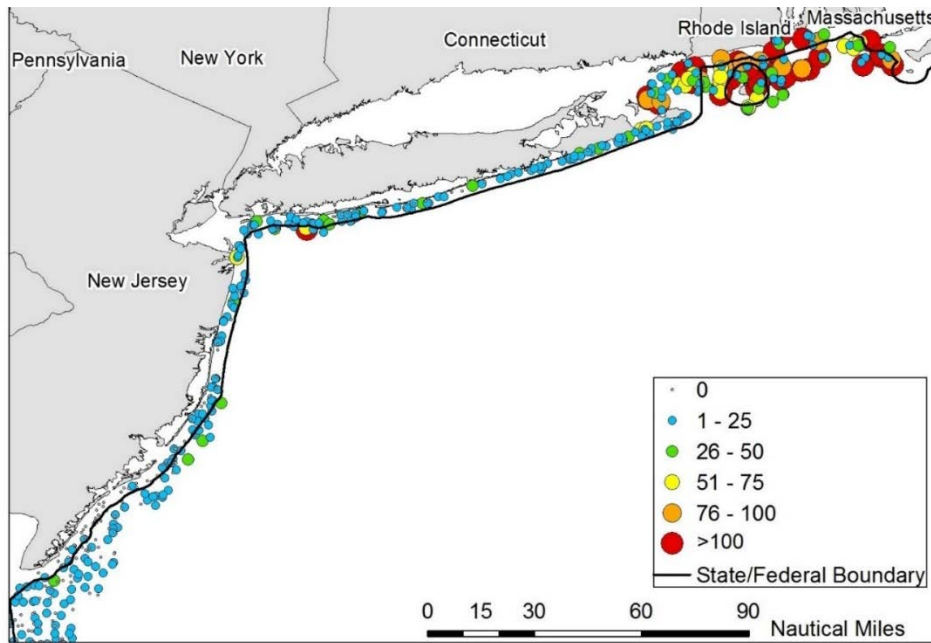 Massachusetts
Rhode Island
Connecticut
New York
Pennsylvania
New Jersey
0
1 - 25
26 - 50
51 - 75
76 - 100
>100
State/Federal Boundary
0 15 30 60 90
Nautical Miles